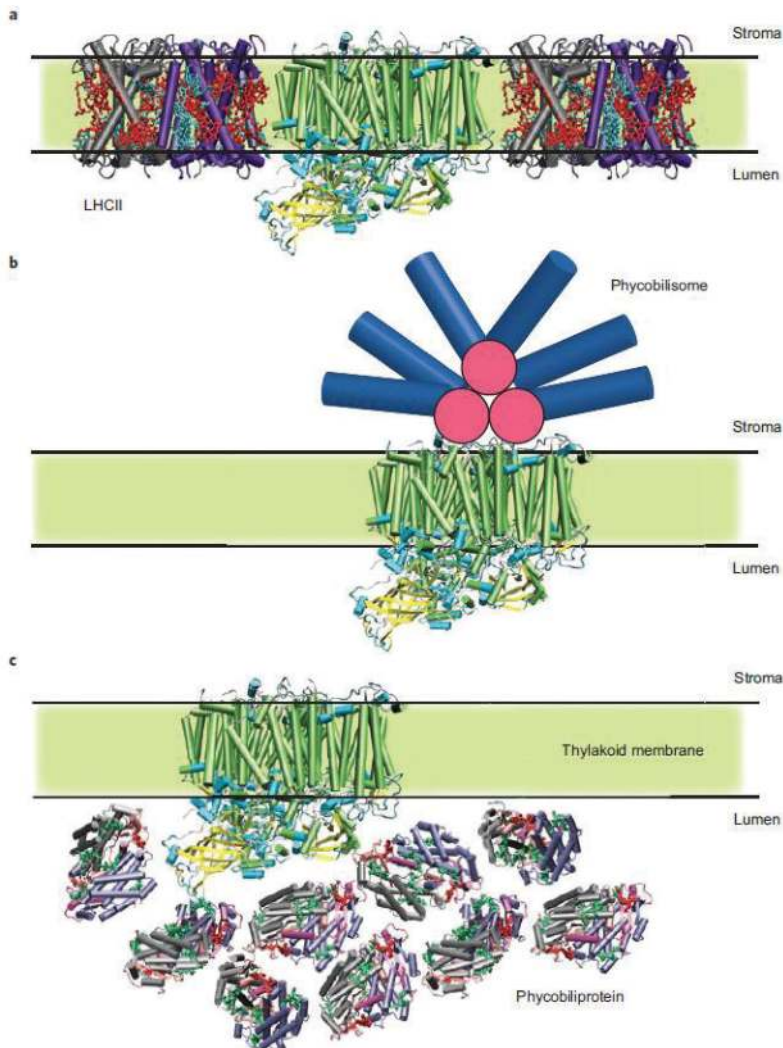 a
Stroma
Lumen
LHCII
b
Phycobilisome
Stroma
Lumen
c
Stroma
Thylakoid membrane
Lumen
Phycobiliprotein